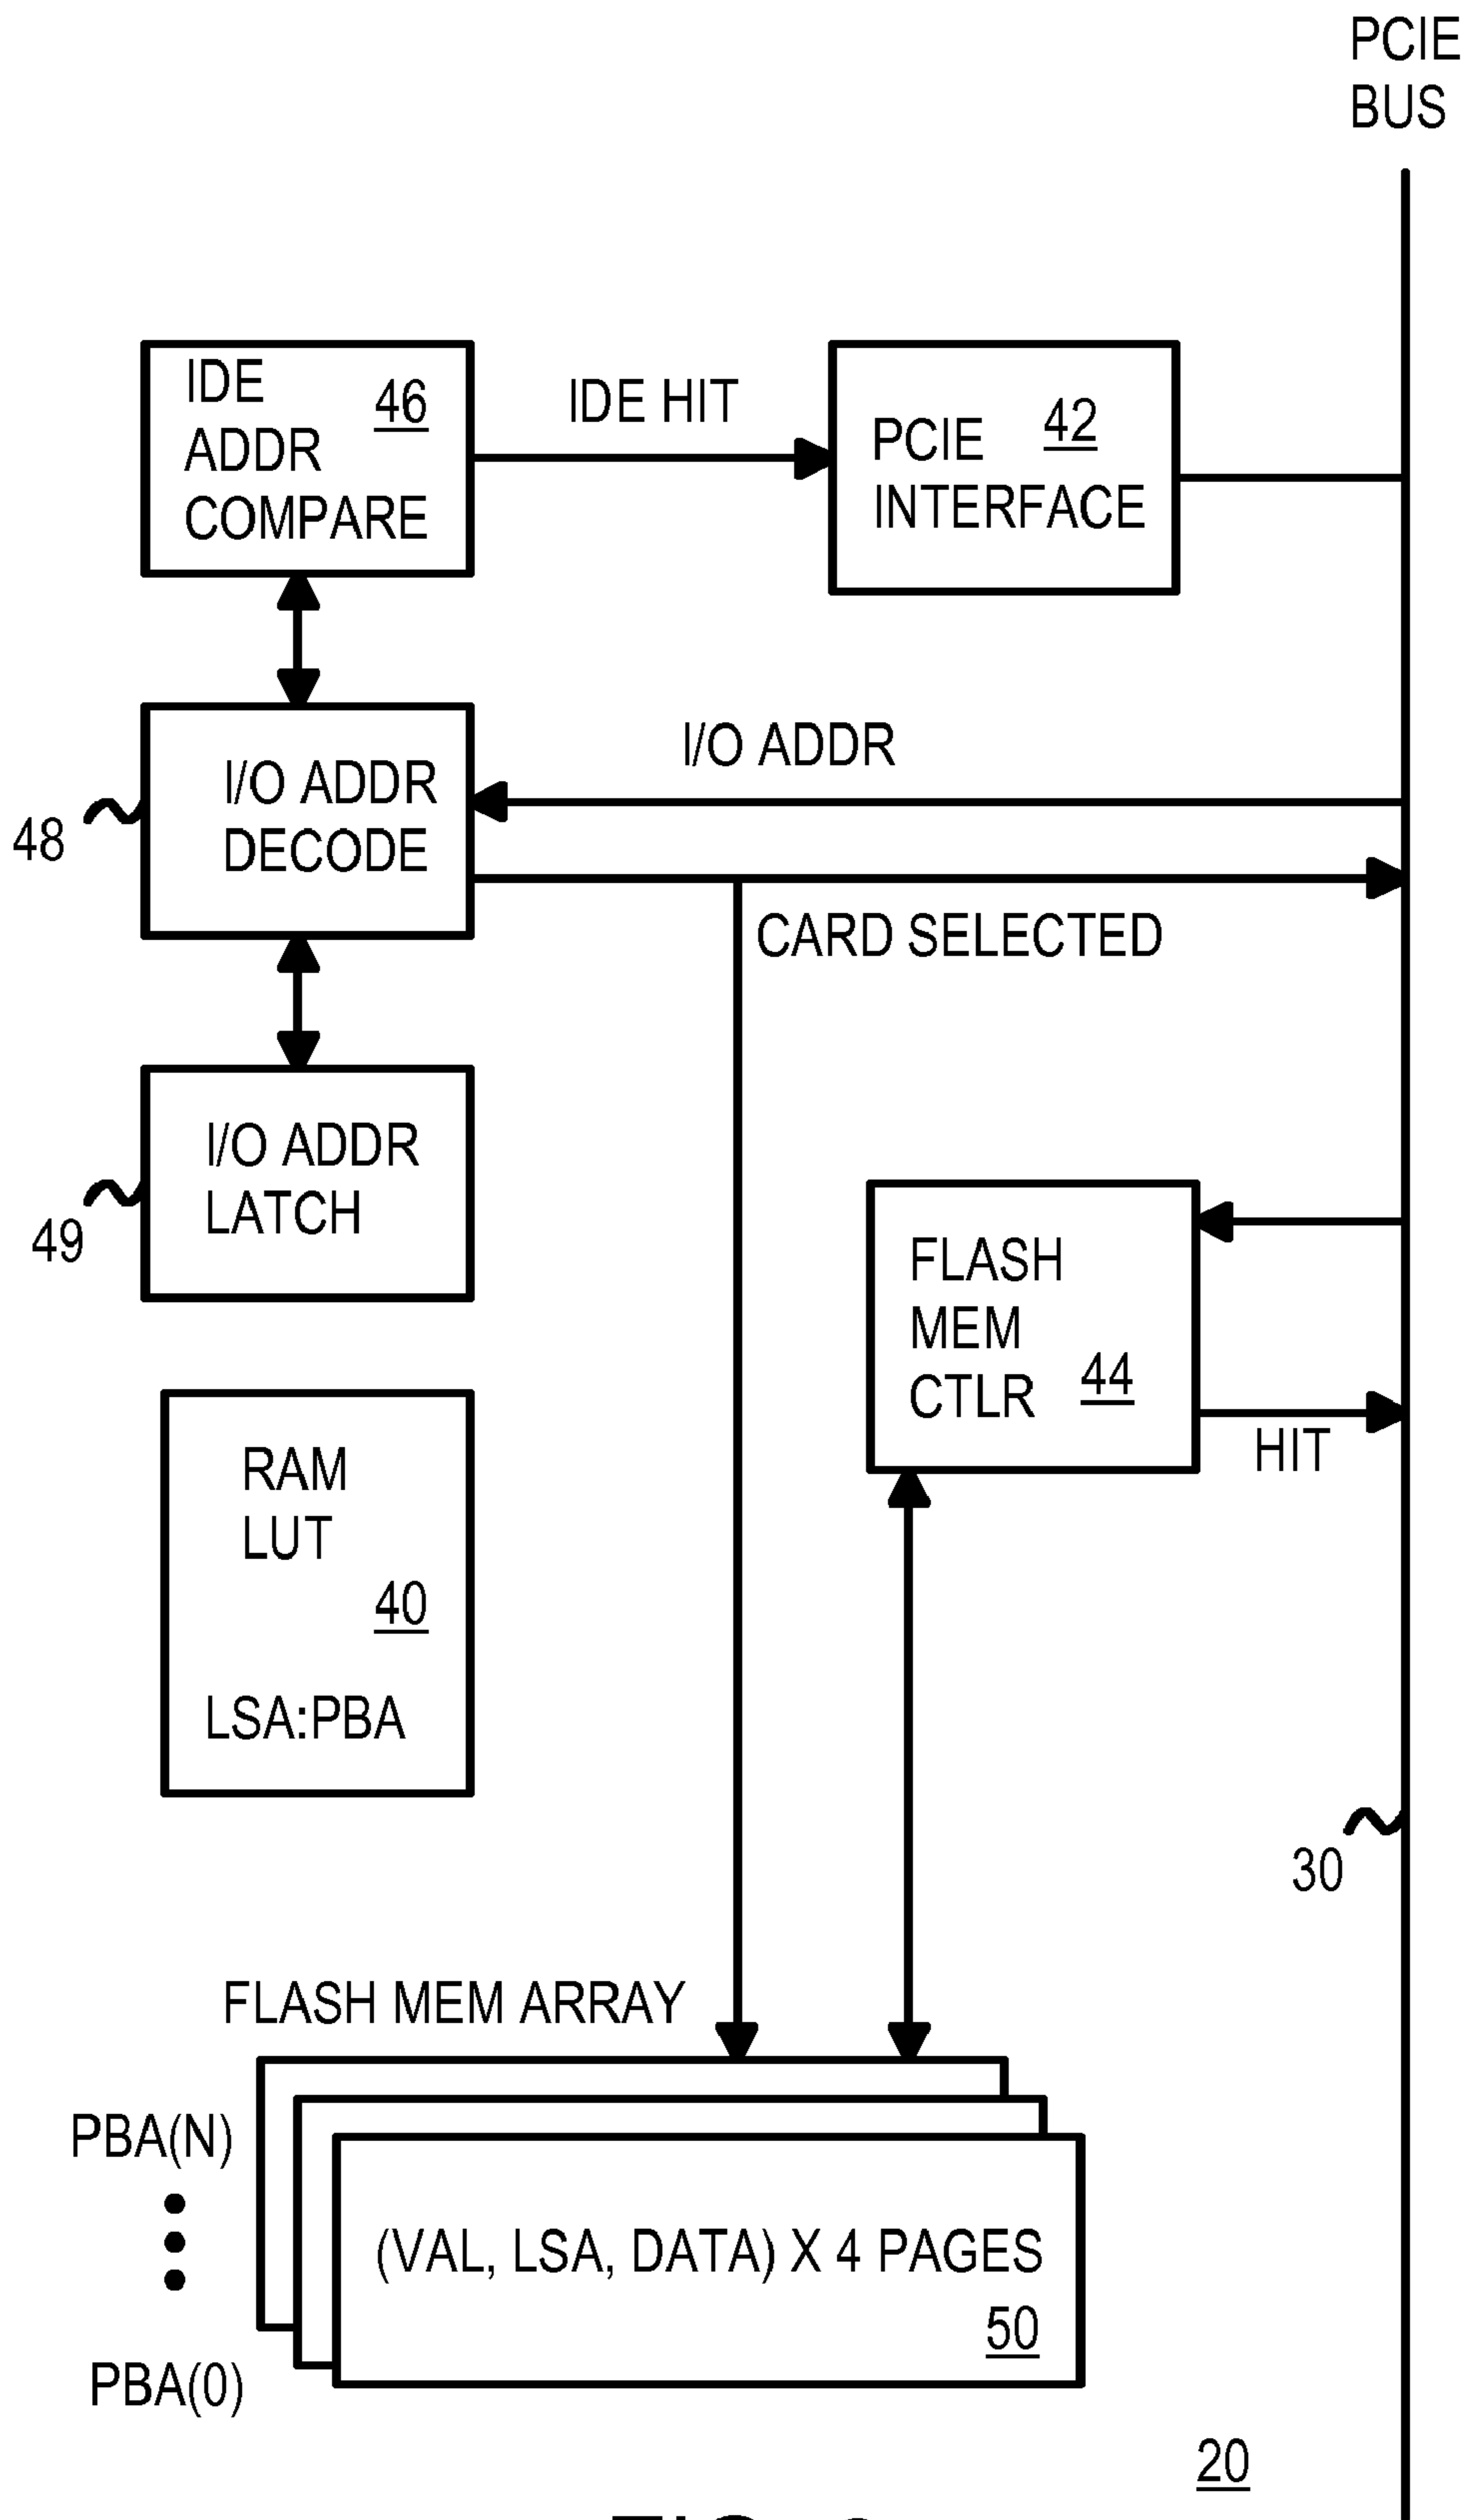 PCIE
BUS
IDE
ADDR
COMPARE
46
IDE HIT
PCIE
INTERFACE
42
I/O ADDR
DECODE
48
I/O ADDR
CARD SELECTED
I/O ADDR
LATCH
49
FLASH
MEM
CTLR
44
HIT
RAM
LUT
40
LSA:PBA
30
FLASH MEM ARRAY
PBA(N)
(VAL, LSA, DATA) X 4 PAGES
50
PBA(0)
20